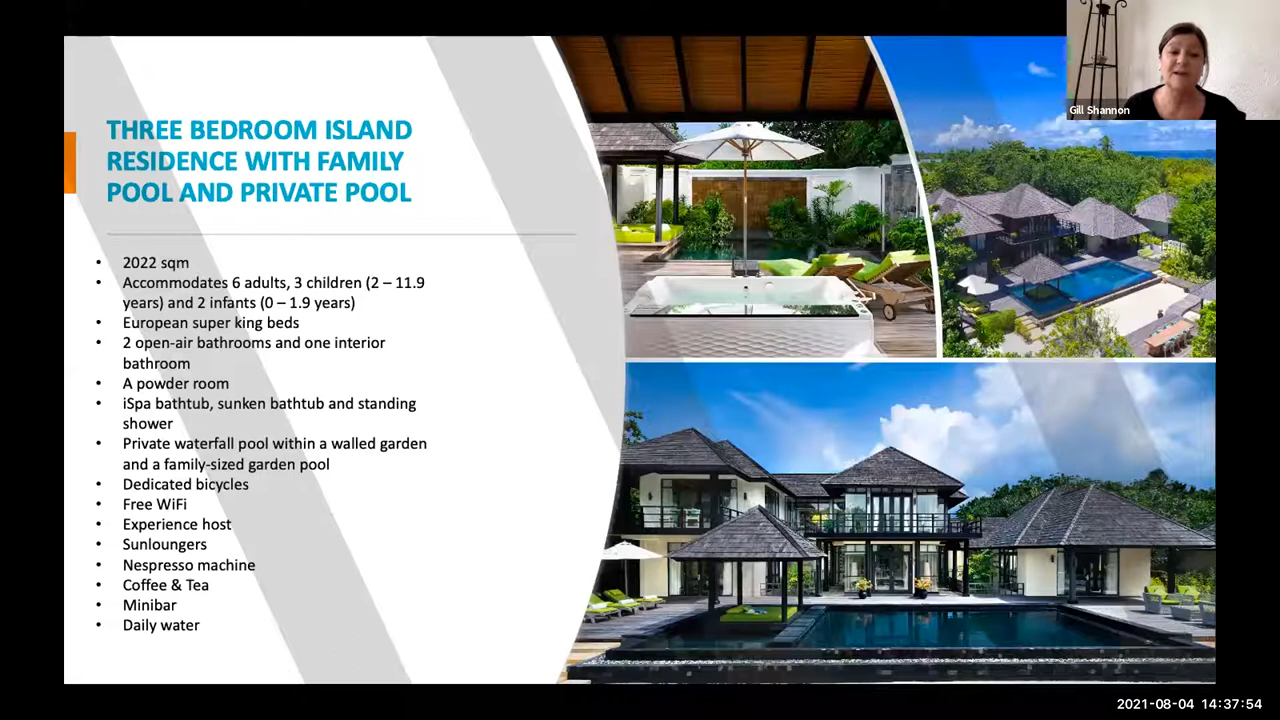 Gill Shannon
THREE BEDROOM ISLAND
RESIDENCE WITH FAMILY
POOL AND PRIVATE POOL
• 2022 sqm
• Accommodates 6 adults, 3 children (2 – 11.9
years) and 2 infants (0 – 1.9 years)
• European super king beds
• 2 open-air bathrooms and one interior
bathroom
• A powder room
• iSpa bathtub, sunken bathtub and standing
shower
• Private waterfall pool within a walled garden
and a family-sized garden pool
• Dedicated bicycles
• Free WiFi
• Experience host
• Sunloungers
• Nespresso machine
• Coffee & Tea
• Minibar
• Daily water
2021-08-04 14:37:54